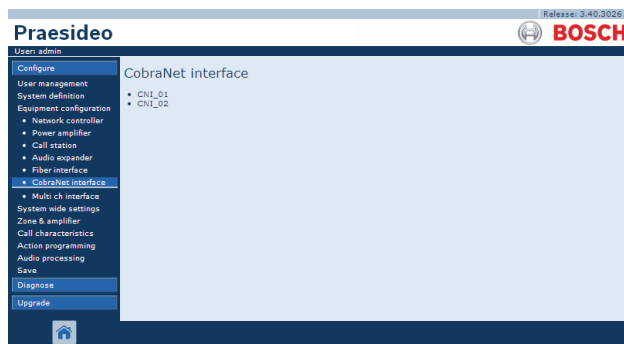 Release: 3.40.3026
Praesideo
BOSCH
User: admin
Configure
User management
System definition
Equipment configuration
• Network controller
• Power amplifier
• Call station
• Audio expander
• Fiber interface
• CobraNet interface
• Multi ch interface
System wide settings
Zone & amplifier
Call characteristics
Action programming
Audio processing
Save
Diagnose
Upgrade
CobraNet interface
• CNI_01
• CNI_02